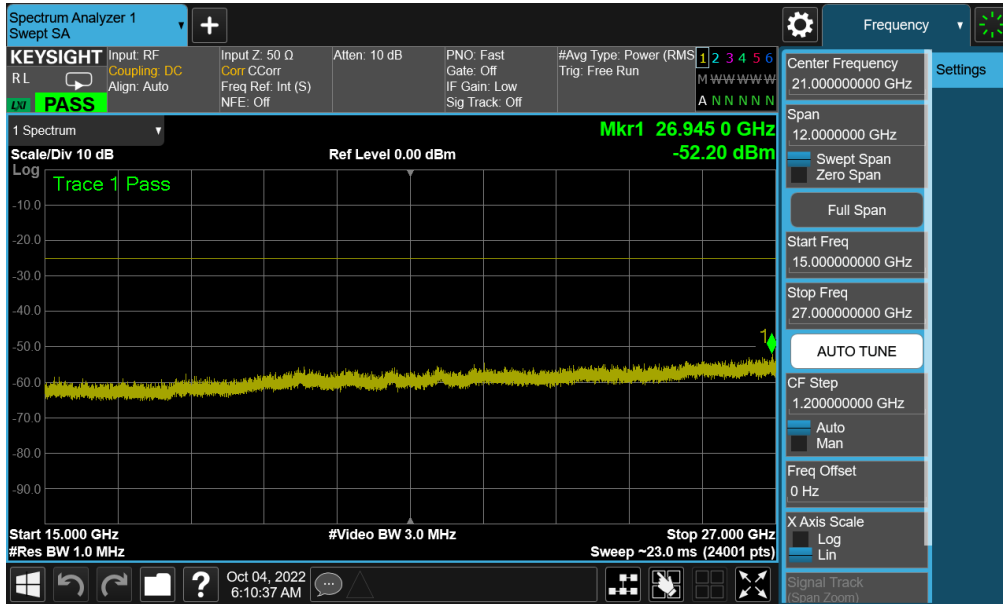 Spectrum Analyzer 1
Swept SA
Frequency
KEYSIGHT
RL
LXI PASS
Input: RF
Coupling: DC
Align: Auto
Input Z: 50 Ω
Corr CCorr
Freq Ref: Int (S)
NFE: Off
Atten: 10 dB
PNO: Fast
Gate: Off
IF Gain: Low
Sig Track: Off
#Avg Type: Power (RMS
Trig: Free Run
1 2 3 4 5 6
M W W W W W
A N N N N N
1 Spectrum
Scale/Div 10 dB
Ref Level 0.00 dBm
Mkr1 26.945 0 GHz
-52.20 dBm
Log
Trace 1 Pass
-10.0
-20.0
-30.0
-40.0
-50.0
-60.0
-70.0
-80.0
-90.0
1
Start 15.000 GHz
#Res BW 1.0 MHz
#Video BW 3.0 MHz
Stop 27.000 GHz
Sweep ~23.0 ms (24001 pts)
?
Oct 04, 2022
6:10:37 AM
Center Frequency
21.000000000 GHz
Span
12.0000000 GHz
Swept Span
Zero Span
Full Span
Start Freq
15.000000000 GHz
Stop Freq
27.000000000 GHz
AUTO TUNE
CF Step
1.200000000 GHz
Auto
Man
Freq Offset
0 Hz
X Axis Scale
Log
Lin
Signal Track
(Span Zoom)
Settings